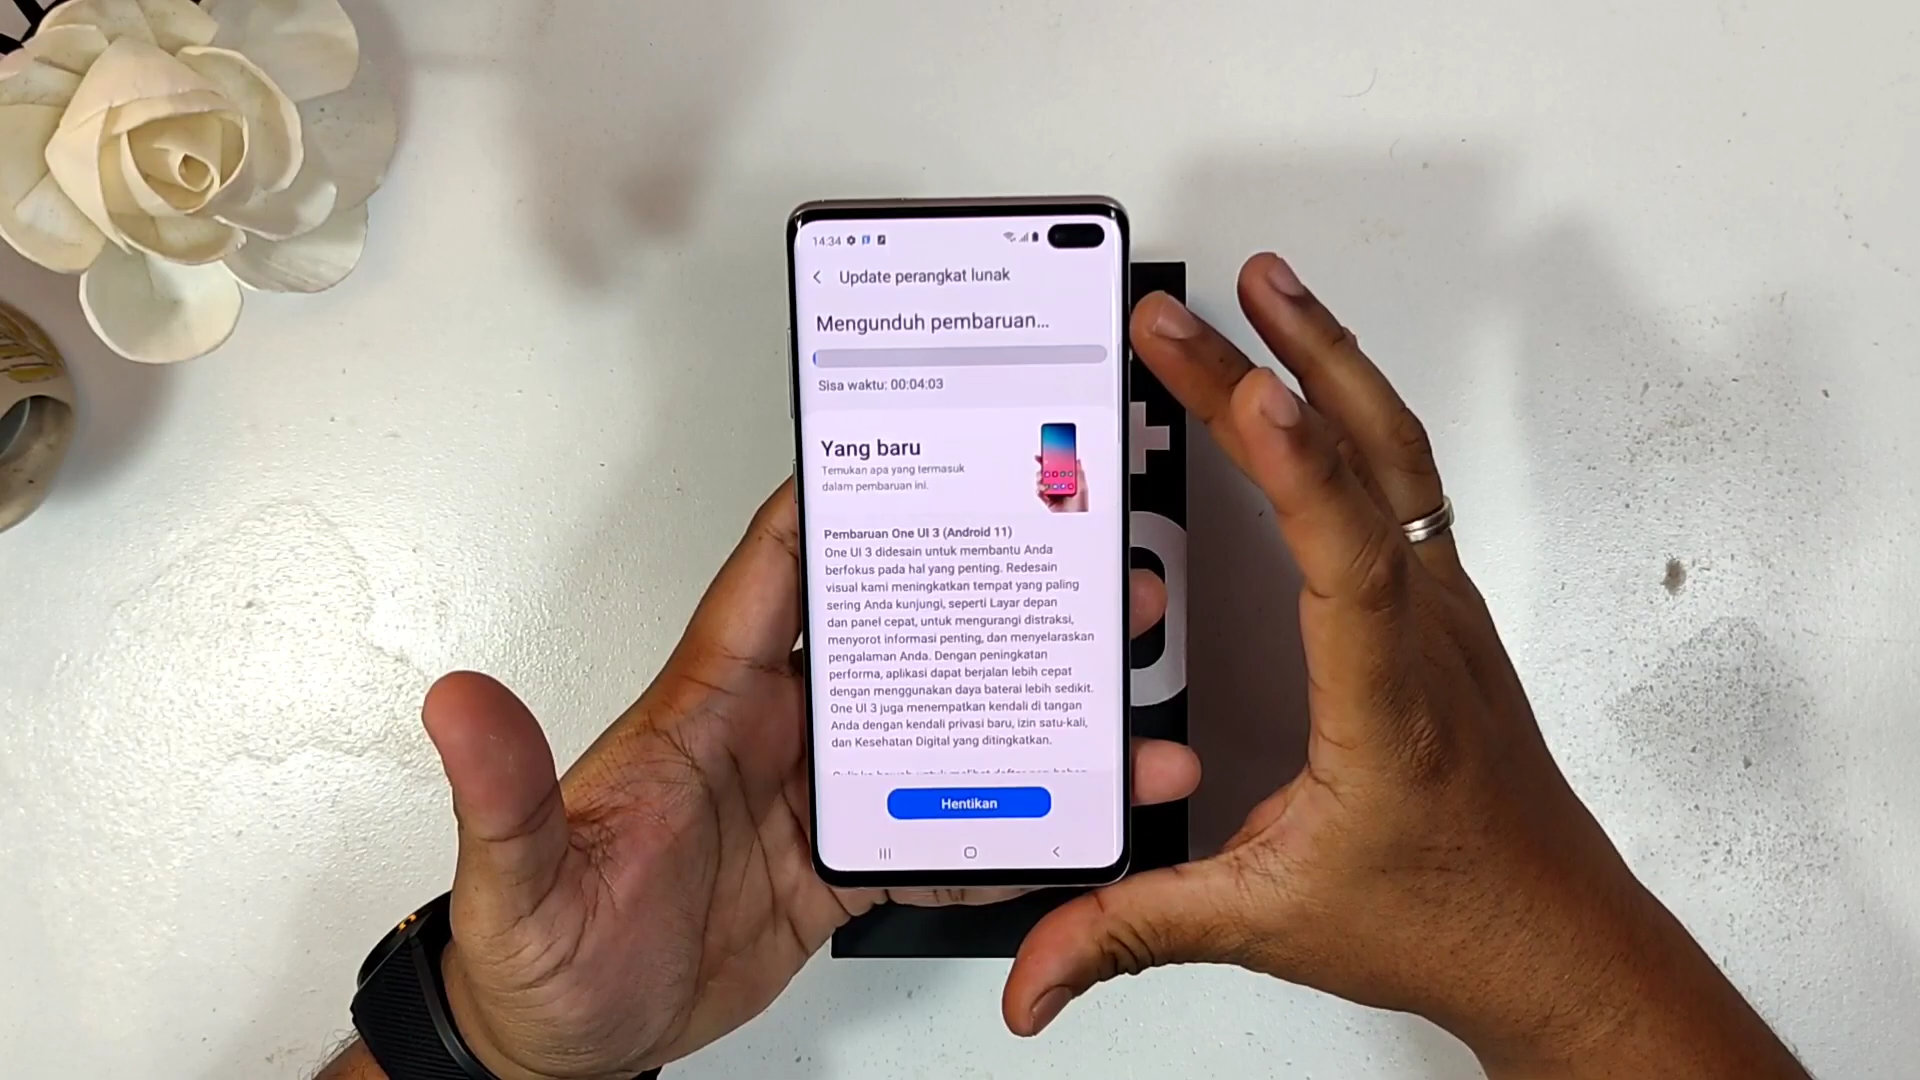 14:34
Update perangkat lunak
Mengunduh pembaruan...
Sisa waktu: 00:04:03
Yang baru
Temukan apa yang termasuk
dalam pembaruan ini.
Pembaruan One UI 3 (Android 11)
One UI 3 didesain untuk membantu Anda
berfokus pada hal yang penting. Redesain
visual kami meningkatkan tempat yang paling
sering Anda kunjungi, seperti Layar depan
dan panel cepat, untuk mengurangi distraksi,
menyorot informasi penting, dan menyelaraskan
pengalaman Anda. Dengan peningkatan
performa, aplikasi dapat berjalan lebih cepat
dengan menggunakan daya baterai lebih sedikit.
One UI 3 juga menempatkan kendali di tangan
Anda dengan kendali privasi baru, izin satu-kali,
dan Kesehatan Digital yang ditingkatkan.
Hentikan